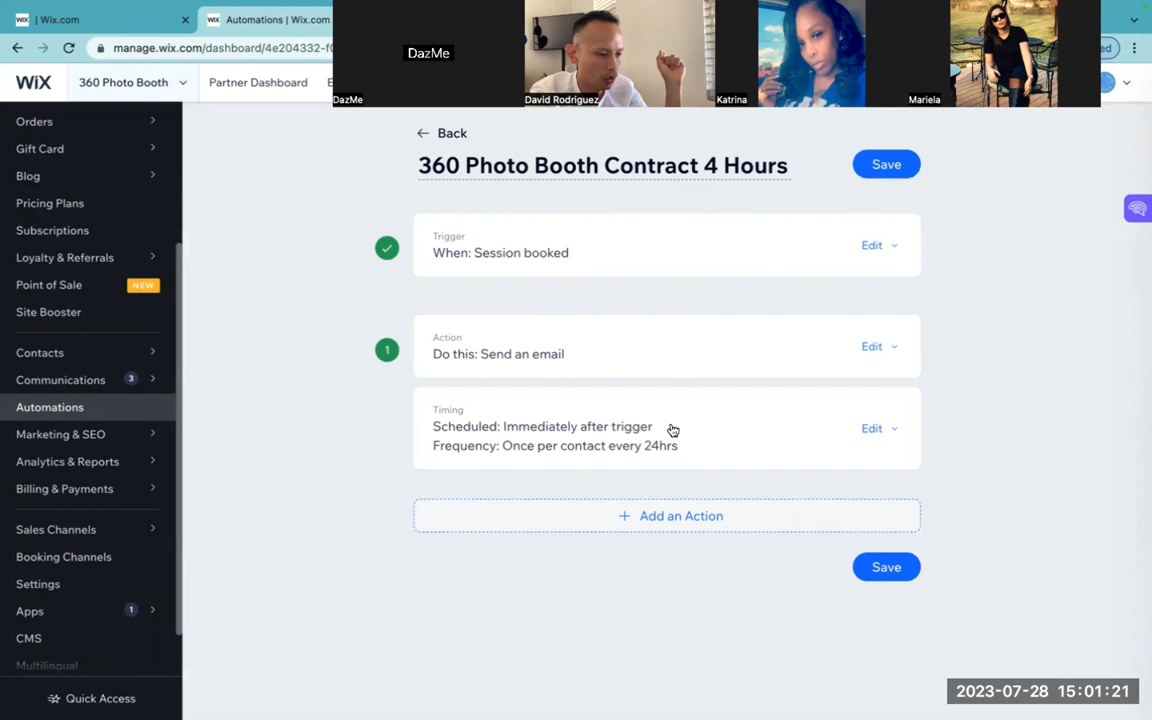 WiX | Wix.com
WiX Automations | Wix.com
manage.wix.com/dashboard/4e204332-f0
ed
WiX
360 Photo Booth
Partner Dashboard
E
DazMe
DazMe
David Rodriguez
Katrina
Mariela
Orders
Gift Card
Blog
Pricing Plans
Subscriptions
Loyalty & Referrals
Point of Sale NEW
Site Booster
Contacts
Communications 3
Automations
Marketing & SEO
Analytics & Reports
Billing & Payments
Sales Channels
Booking Channels
Settings
Apps 1
CMS
Multilingual
Quick Access
Back
360 Photo Booth Contract 4 Hours
Save
Trigger
When: Session booked
Edit
1
Action
Do this: Send an email
Edit
Timing
Scheduled: Immediately after trigger
Frequency: Once per contact every 24hrs
Edit
+ Add an Action
Save
2023-07-28 15:01:21